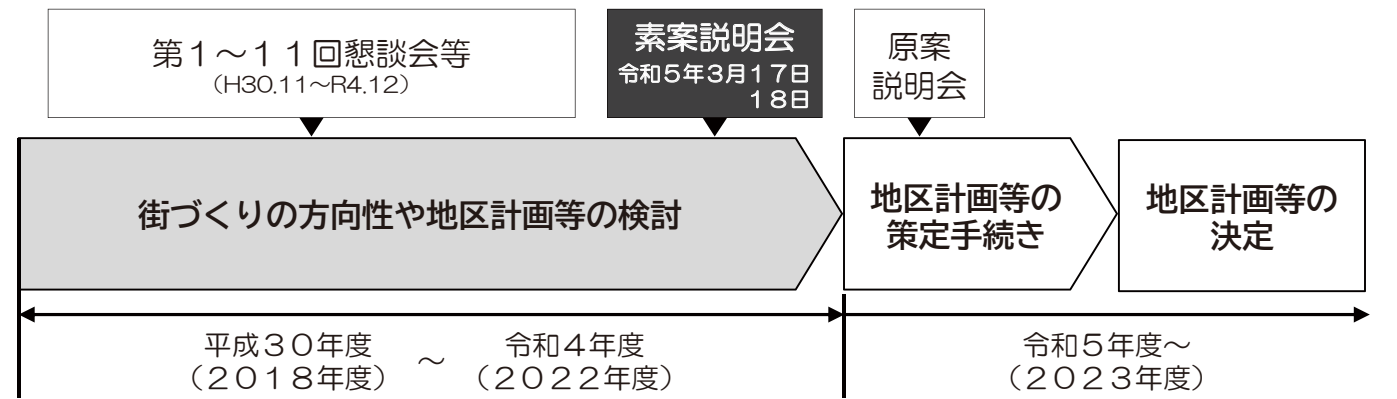 第１～１１回懇談会等
（H30.11～R4.12）
素案説明会
令和５年３月１７日
１８日
原案
説明会
街づくりの方向性や地区計画等の検討
地区計画等の
策定手続き
地区計画等の
決定
平成３０年度
（２０１８年度）
～
令和４年度
（２０２２年度）
令和５年度～
（２０２３年度）